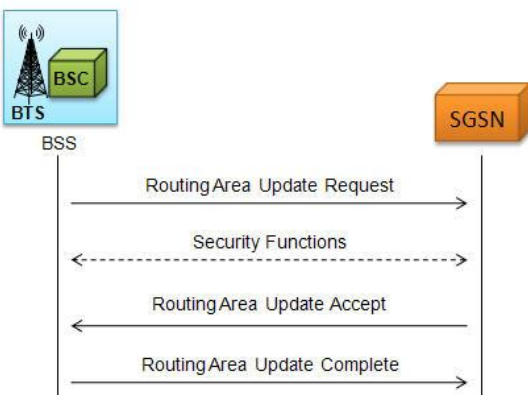 BSC
BTS
BSS
SGSN
Routing Area Update Request
Security Functions
Routing Area Update Accept
Routing Area Update Complete